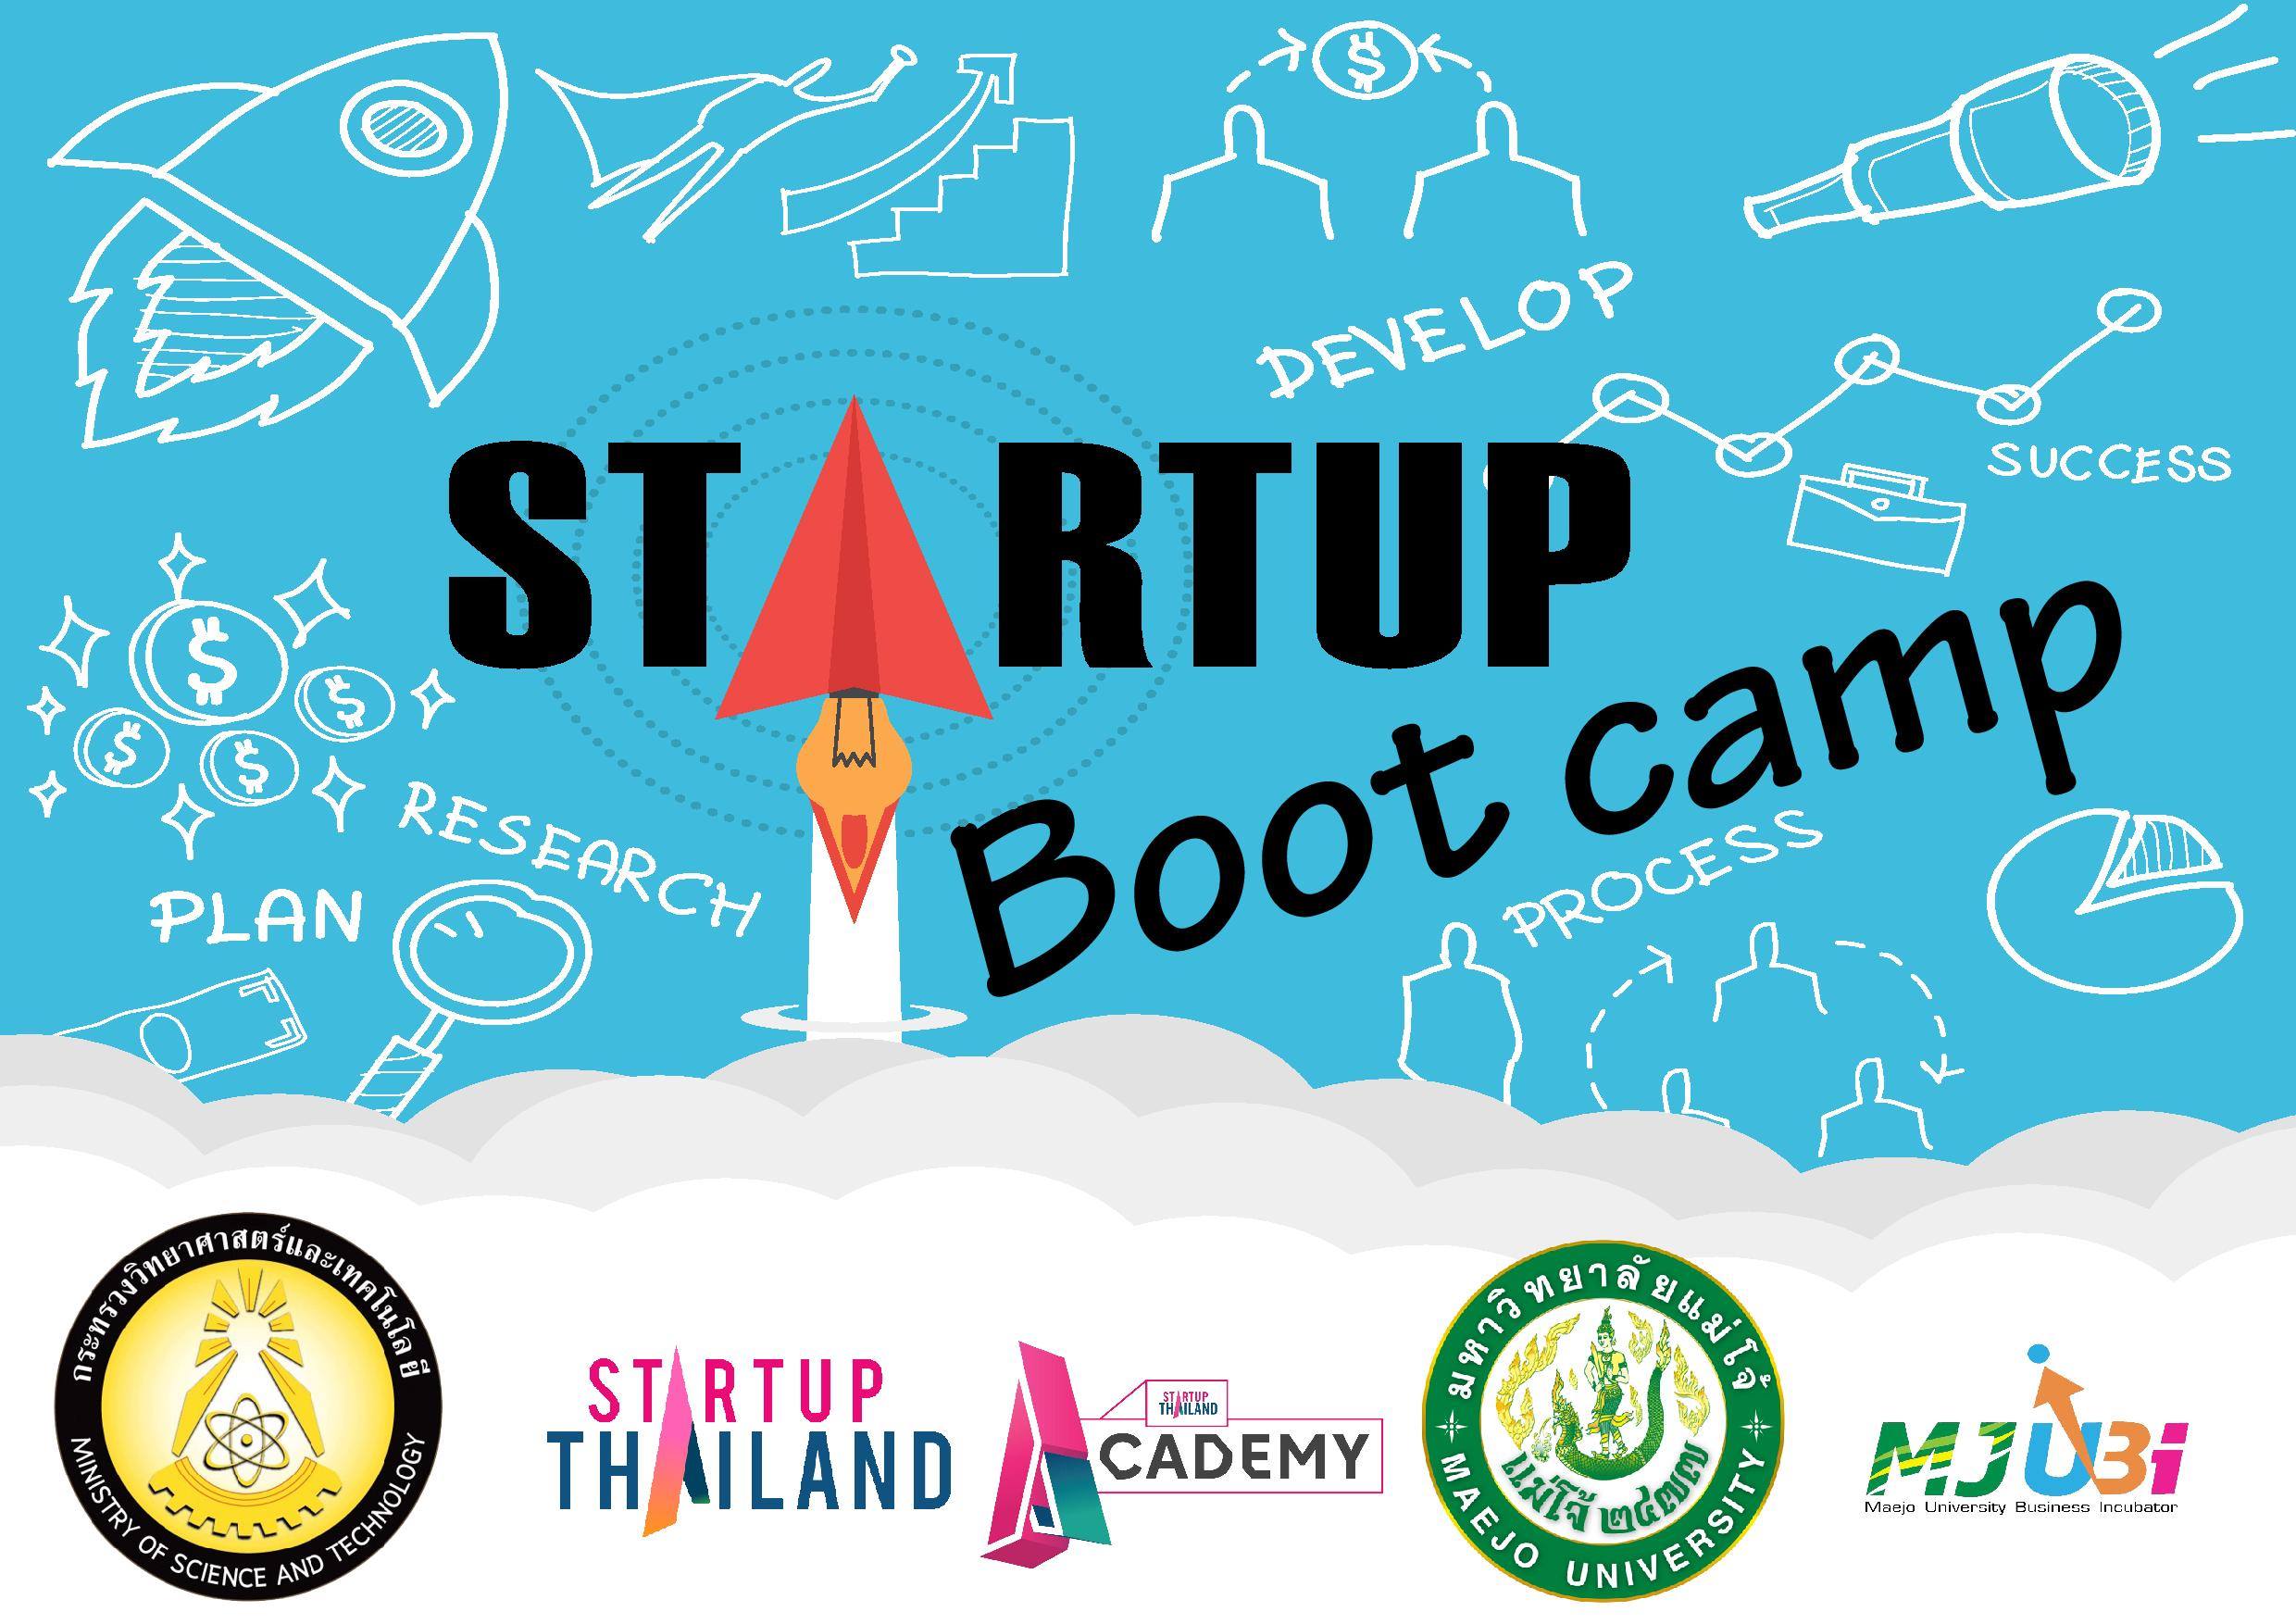 DEVELOP
SUCCESS
STARTUP
Boot camp
RESEARCH
PLAN
PROCESS
กระทรวงวิทยาศาสตร์และเทคโนโลยี
MINISTRY OF SCIENCE AND TECHNOLOGY
STARTUP
THAILAND
STARTUP
THAILAND
ACADEMY
มหาวิทยาลัยแม่โจ้
แม่โจ้ ๒๔๗๗
MAEJO UNIVERSITY
MJUBi
Maejo University Business Incubator